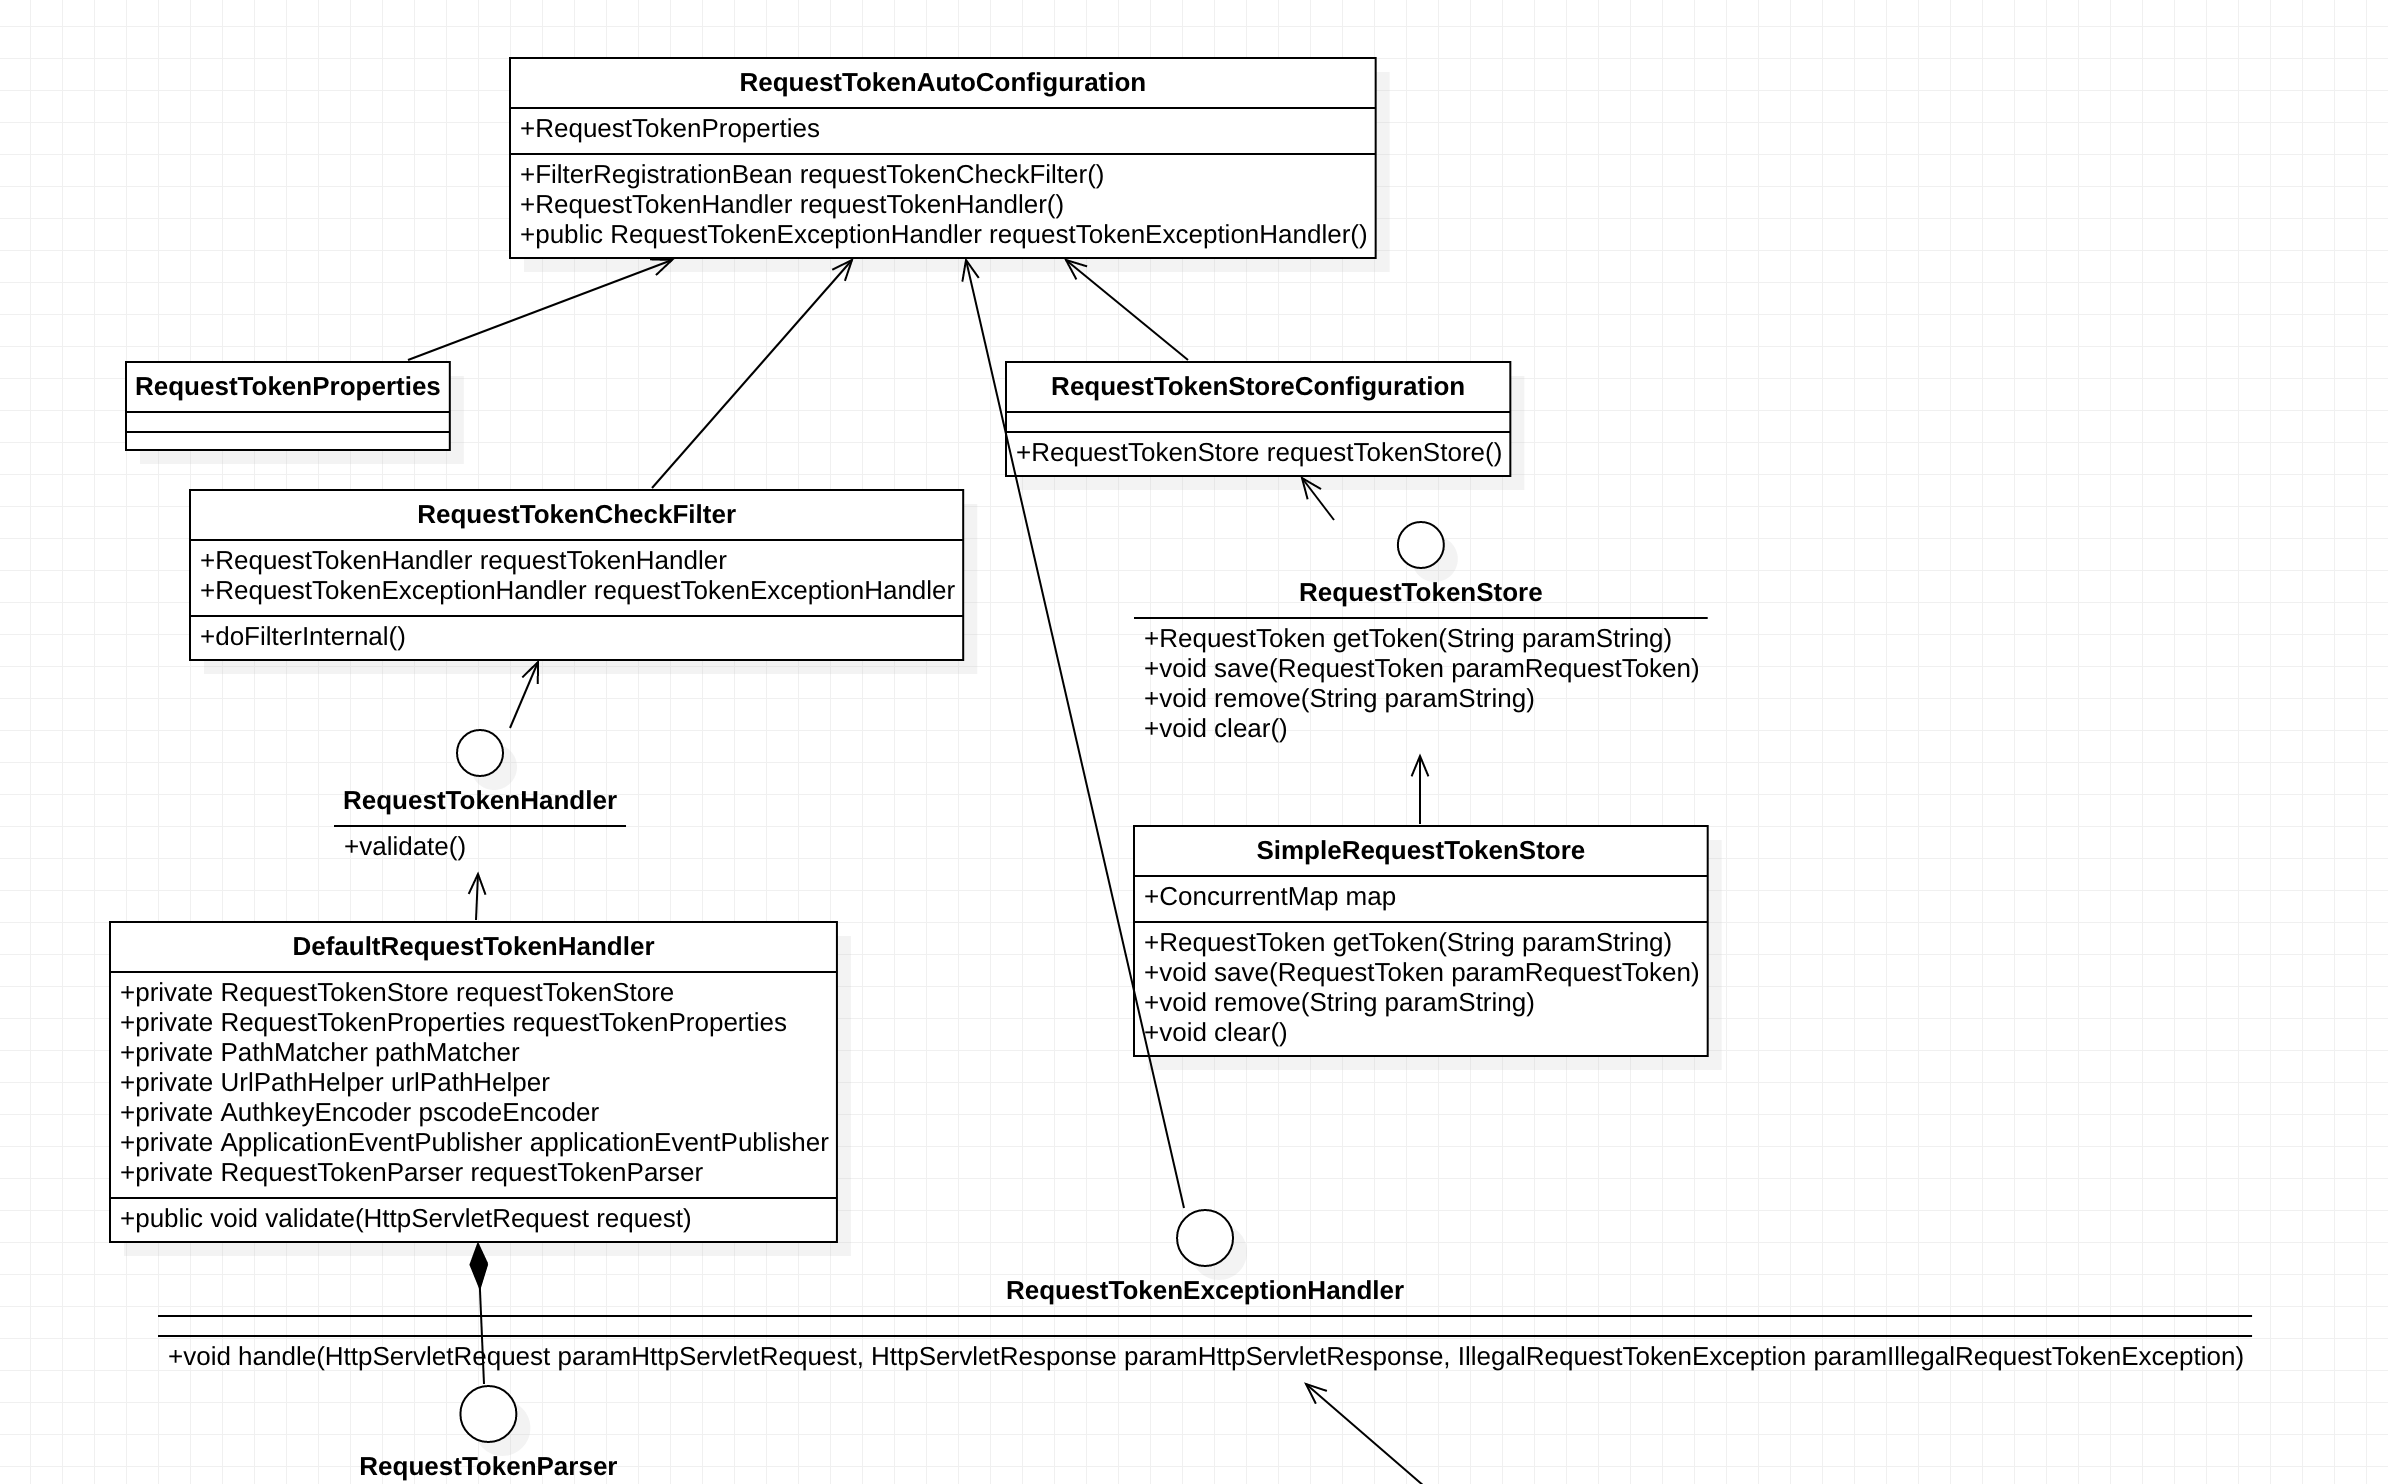 RequestTokenAutoConfiguration
+RequestTokenProperties
+FilterRegistrationBean requestTokenCheckFilter()
+RequestTokenHandler requestTokenHandler()
+public RequestTokenExceptionHandler requestTokenExceptionHandler()
RequestTokenProperties
RequestTokenStoreConfiguration
+RequestTokenStore requestTokenStore()
RequestTokenCheckFilter
+RequestTokenHandler requestTokenHandler
+RequestTokenExceptionHandler requestTokenExceptionHandler
+doFilterInternal()
RequestTokenStore
+RequestToken getToken(String paramString)
+void save(RequestToken paramRequestToken)
+void remove(String paramString)
+void clear()
RequestTokenHandler
+validate()
SimpleRequestTokenStore
+ConcurrentMap map
+RequestToken getToken(String paramString)
+void save(RequestToken paramRequestToken)
+void remove(String paramString)
+void clear()
DefaultRequestTokenHandler
+private RequestTokenStore requestTokenStore
+private RequestTokenProperties requestTokenProperties
+private PathMatcher pathMatcher
+private UrlPathHelper urlPathHelper
+private AuthkeyEncoder pscodeEncoder
+private ApplicationEventPublisher applicationEventPublisher
+private RequestTokenParser requestTokenParser
+public void validate(HttpServletRequest request)
RequestTokenExceptionHandler
+void handle(HttpServletRequest paramHttpServletRequest, HttpServletResponse paramHttpServletResponse, IllegalRequestTokenException paramIllegalRequestTokenException)
RequestTokenParser